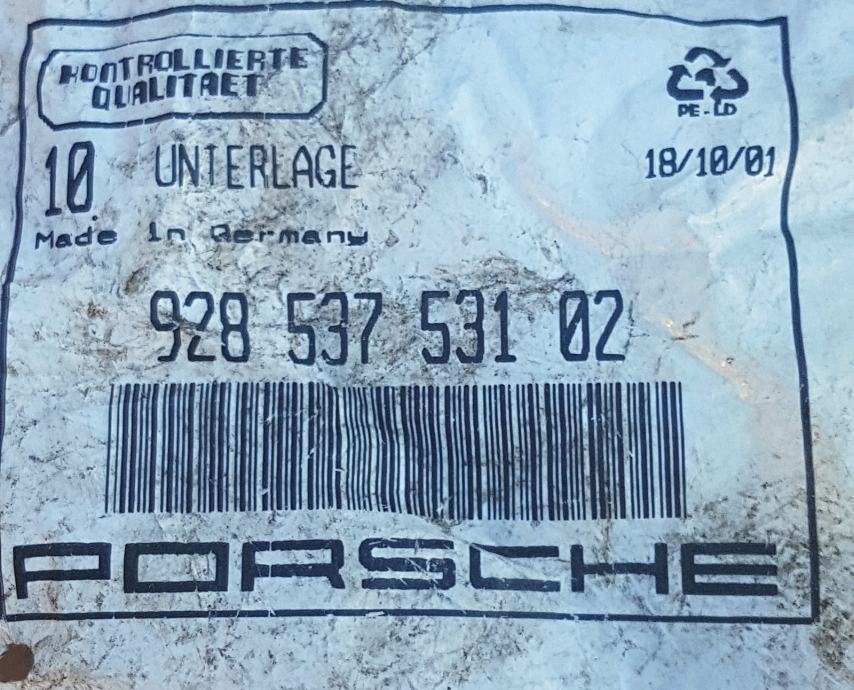 KONTROLLIERTE
QUALITAET
PE-LD
10 UNTERLAGE 18/10/01
Made in Germany
928 537 531 02
PORSCHE